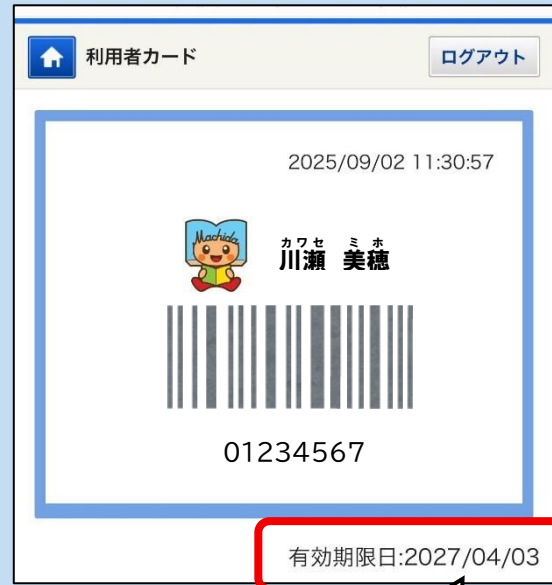 利用者カード
ログアウト
2025/09/02 11:30:57
Machida
カワセ ミホ
川瀬 美穂
01234567
有効期限日:2027/04/03